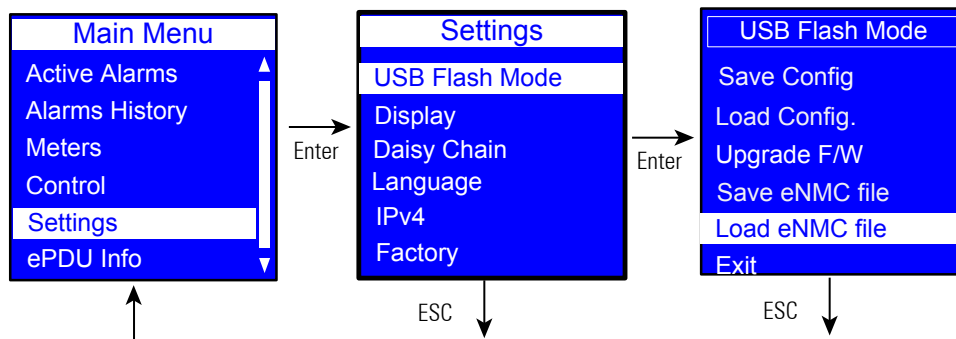 Main Menu
Active Alarms
Alarms History
Meters
Control
Settings
ePDU Info
Enter
Settings
USB Flash Mode
Display
Daisy Chain
Language
IPv4
Factory
ESC
Enter
USB Flash Mode
Save Config
Load Config.
Upgrade F/W
Save eNMC file
Load eNMC file
Exit
ESC